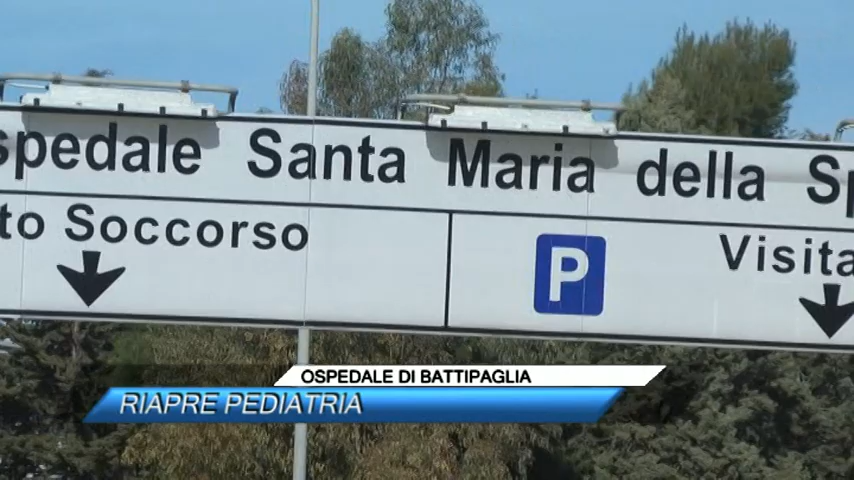 spedale Santa Maria della Sp
to Soccorso
P
Visita
OSPEDALE DI BATTIPAGLIA
RIAPRE PEDIATRIA